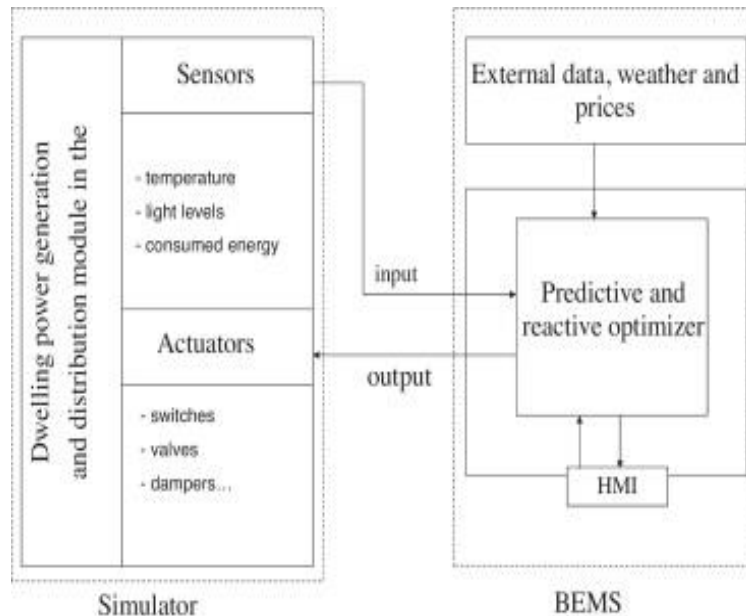 Dwelling power generation
and distribution module in the
Sensors
- temperature
- light levels
- consumed energy
Actuators
- switches
- valves
- dampers...
Simulator
input
output
External data, weather and
prices
Predictive and
reactive optimizer
HMI
BEMS